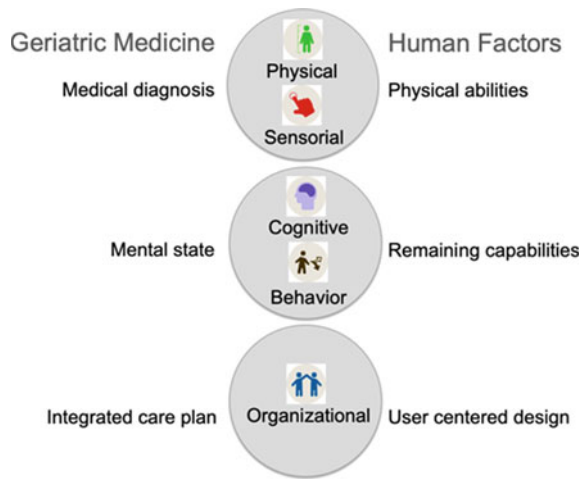 Geriatric Medicine
Human Factors
Physical
Medical diagnosis
Physical abilities
Sensorial
Cognitive
Mental state
Remaining capabilities
Behavior
Integrated care plan
Organizational
User centered design